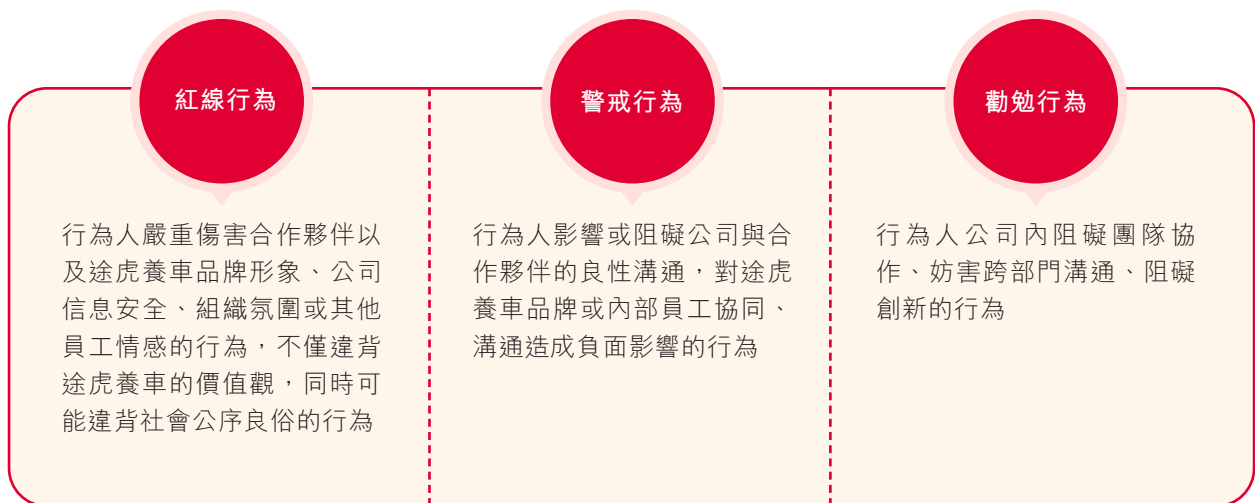 紅線行為
行為人嚴重傷害合作夥伴以
及途虎養車品牌形象、公司
信息安全、組織氛圍或其他
員工情感的行為，不僅違背
途虎養車的價值觀，同時可
能違背社會公序良俗的行為
警戒行為
行為人影響或阻礙公司與合
作夥伴的良性溝通，對途虎
養車品牌或內部員工協同、
溝通造成負面影響的行為
勸勉行為
行為人公司內阻礙團隊協
作、妨害跨部門溝通、阻礙
創新的行為